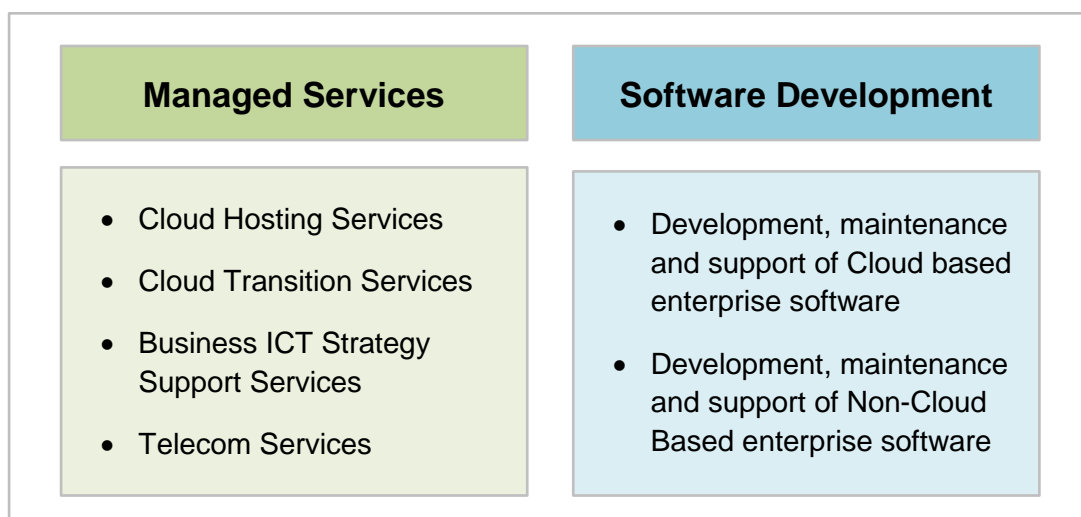 Managed Services
• Cloud Hosting Services
• Cloud Transition Services
• Business ICT Strategy
Support Services
• Telecom Services
Software Development
• Development, maintenance
and support of Cloud based
enterprise software
• Development, maintenance
and support of Non-Cloud
Based enterprise software